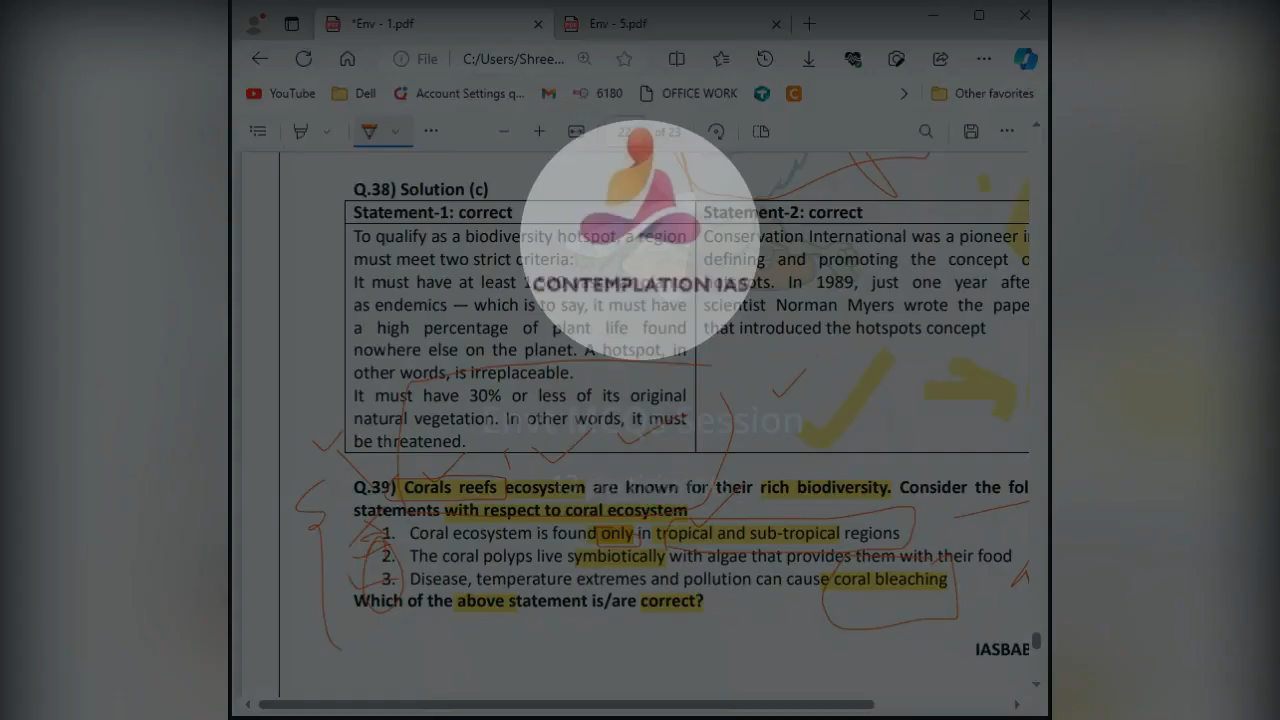 *Env - 1.pdf
Env - 5.pdf
File
C:/Users/Shree...
YouTube
Dell
Account Settings q...
6180
OFFICE WORK
Other favorites
22 of 23
Q.38) Solution (c)
Statement-1: correct
To qualify as a biodiversity hotspot, a region
must meet two strict criteria:
It must have at least 1
as endemics — which is to say, it must have
a high percentage of plant life found
nowhere else on the planet. A hotspot, in
other words, is irreplaceable.
It must have 30% or less of its original
natural vegetation. In other words, it must
be threatened.
Statement-2: correct
Conservation International was a pioneer i
defining and promoting the concept o
In 1989, just one year afte
scientist Norman Myers wrote the pape
that introduced the hotspots concept
CONTEMPLATION IAS
Session
Q.39) Corals reefs ecosystem are known for their rich biodiversity. Consider the fol
statements with respect to coral ecosystem
1. Coral ecosystem is found only in tropical and sub-tropical regions
2. The coral polyps live symbiotically with algae that provides them with their food
3. Disease, temperature extremes and pollution can cause coral bleaching
Which of the above statement is/are correct?
IASBAB